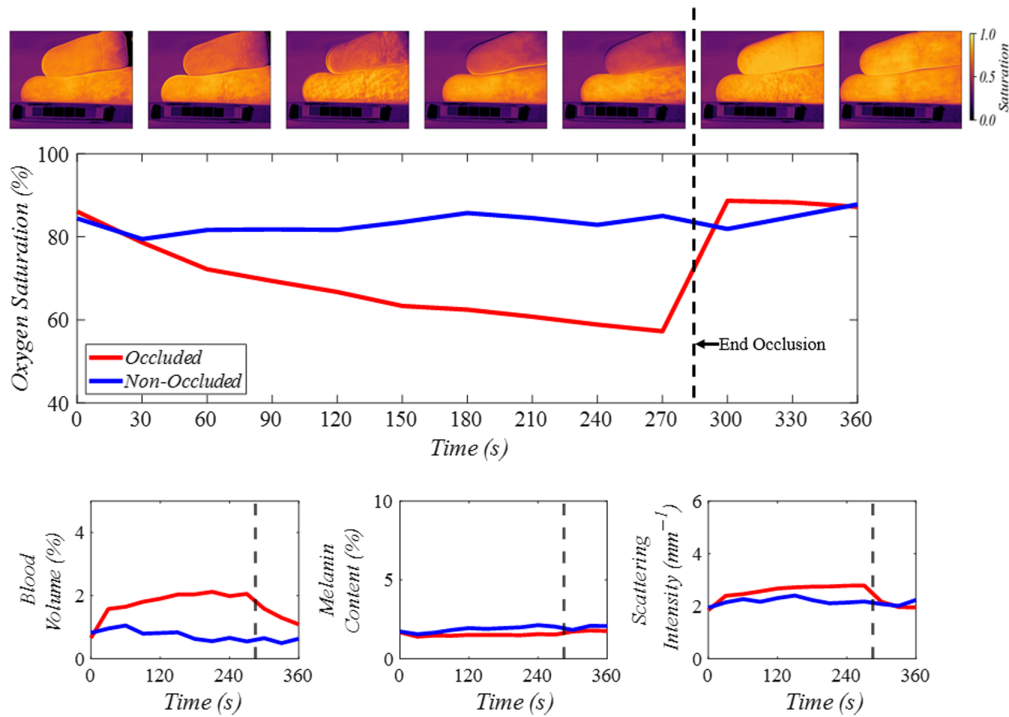 1.0
0.5
0.0
Saturation
100
80
60
40
Oxygen Saturation (%)
Occluded
Non-Occluded
End Occlusion
0 30 60 90 120 150 180 210 240 270 300 330 360
Time (s)
4
2
0
Blood
Volume (%)
0 120 240 360
Time (s)
10
5
0
Melanin
Content (%)
0 120 240 360
Time (s)
6
4
2
0
Scattering
Intensity (mm⁻¹)
0 120 240 360
Time (s)